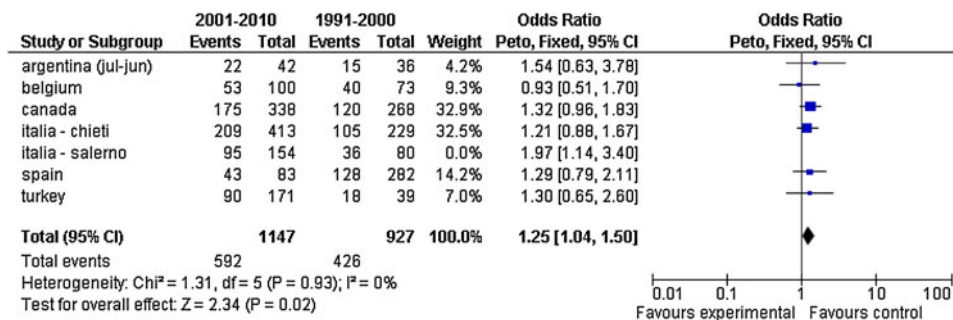 2001-2010 1991-2000 Odds Ratio Odds Ratio
Study or Subgroup Events Total Events Total Weight Peto, Fixed, 95% CI Peto, Fixed, 95% CI
argentina (jul-jun) 22 42 15 36 4.2% 1.54 [0.63, 3.78]
belgium 53 100 40 73 9.3% 0.93 [0.51, 1.70]
canada 175 338 120 268 32.9% 1.32 [0.96, 1.83]
italia - chieti 209 413 105 229 32.5% 1.21 [0.88, 1.67]
italia - salerno 95 154 36 80 0.0% 1.97 [1.14, 3.40]
spain 43 83 128 282 14.2% 1.29 [0.79, 2.11]
turkey 90 171 18 39 7.0% 1.30 [0.65, 2.60]
Total (95% CI) 1147 927 100.0% 1.25 [1.04, 1.50]
Total events 592 426
Heterogeneity: Chi² = 1.31, df = 5 (P = 0.93); I² = 0%
Test for overall effect: Z = 2.34 (P = 0.02)
0.01 0.1 1 10 100
Favours experimental Favours control